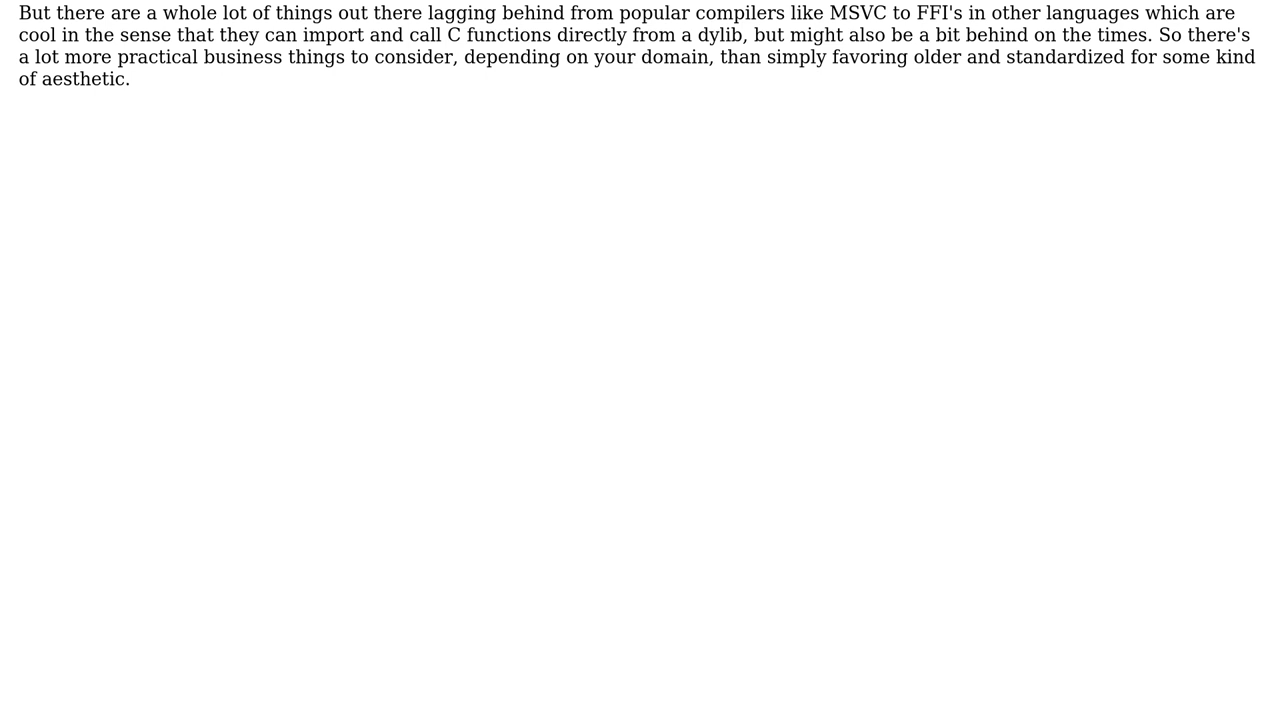 But there are a whole lot of things out there lagging behind from popular compilers like MSVC to FFI's in other languages which are
cool in the sense that they can import and call C functions directly from a dylib, but might also be a bit behind on the times. So there's
a lot more practical business things to consider, depending on your domain, than simply favoring older and standardized for some kind
of aesthetic.